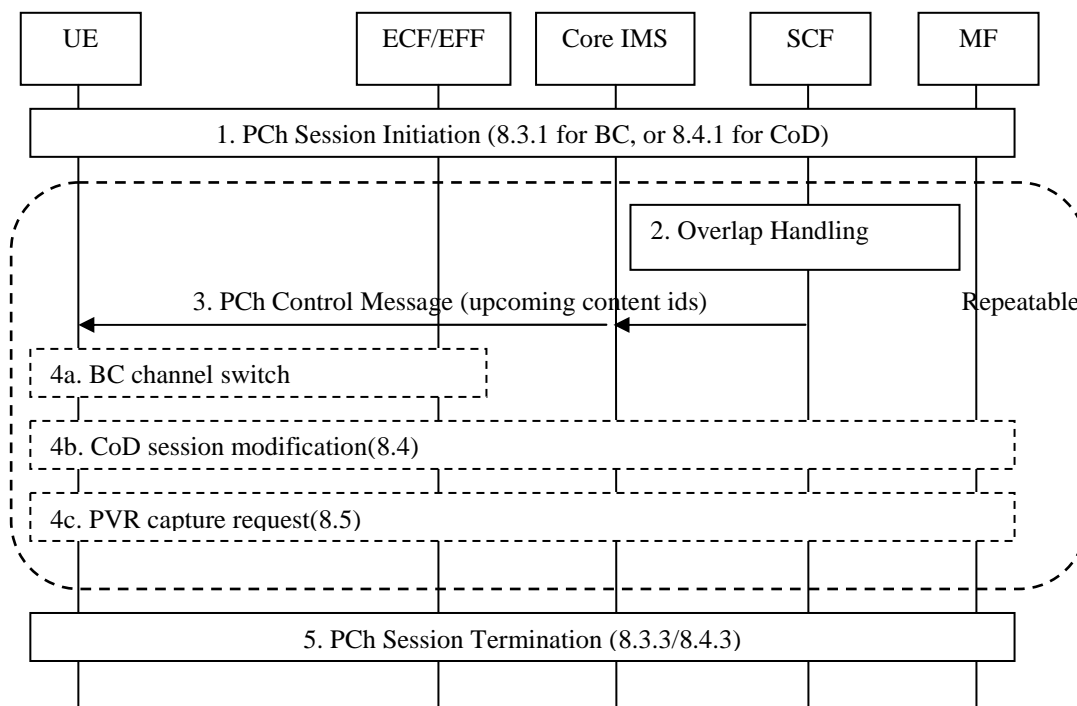 UE
ECF/EFF
Core IMS
SCF
MF
1. PCh Session Initiation (8.3.1 for BC, or 8.4.1 for CoD)
2. Overlap Handling
3. PCh Control Message (upcoming content ids)
Repeatable
4a. BC channel switch
4b. CoD session modification(8.4)
4c. PVR capture request(8.5)
5. PCh Session Termination (8.3.3/8.4.3)